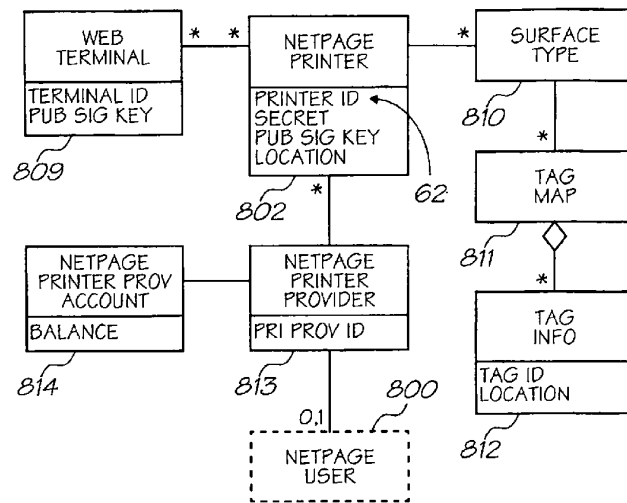 WEB
TERMINAL
TERMINAL ID
PUB SIG KEY
809
*
*
NETPAGE
PRINTER
PRINTER ID
SECRET
PUB SIG KEY
LOCATION
802
62
*
*
SURFACE
TYPE
810
*
TAG
MAP
811
*
TAG
INFO
TAG ID
LOCATION
812
NETPAGE
PRINTER PROV
ACCOUNT
BALANCE
814
NETPAGE
PRINTER
PROVIDER
PRI PROV ID
813
0,1
800
NETPAGE
USER